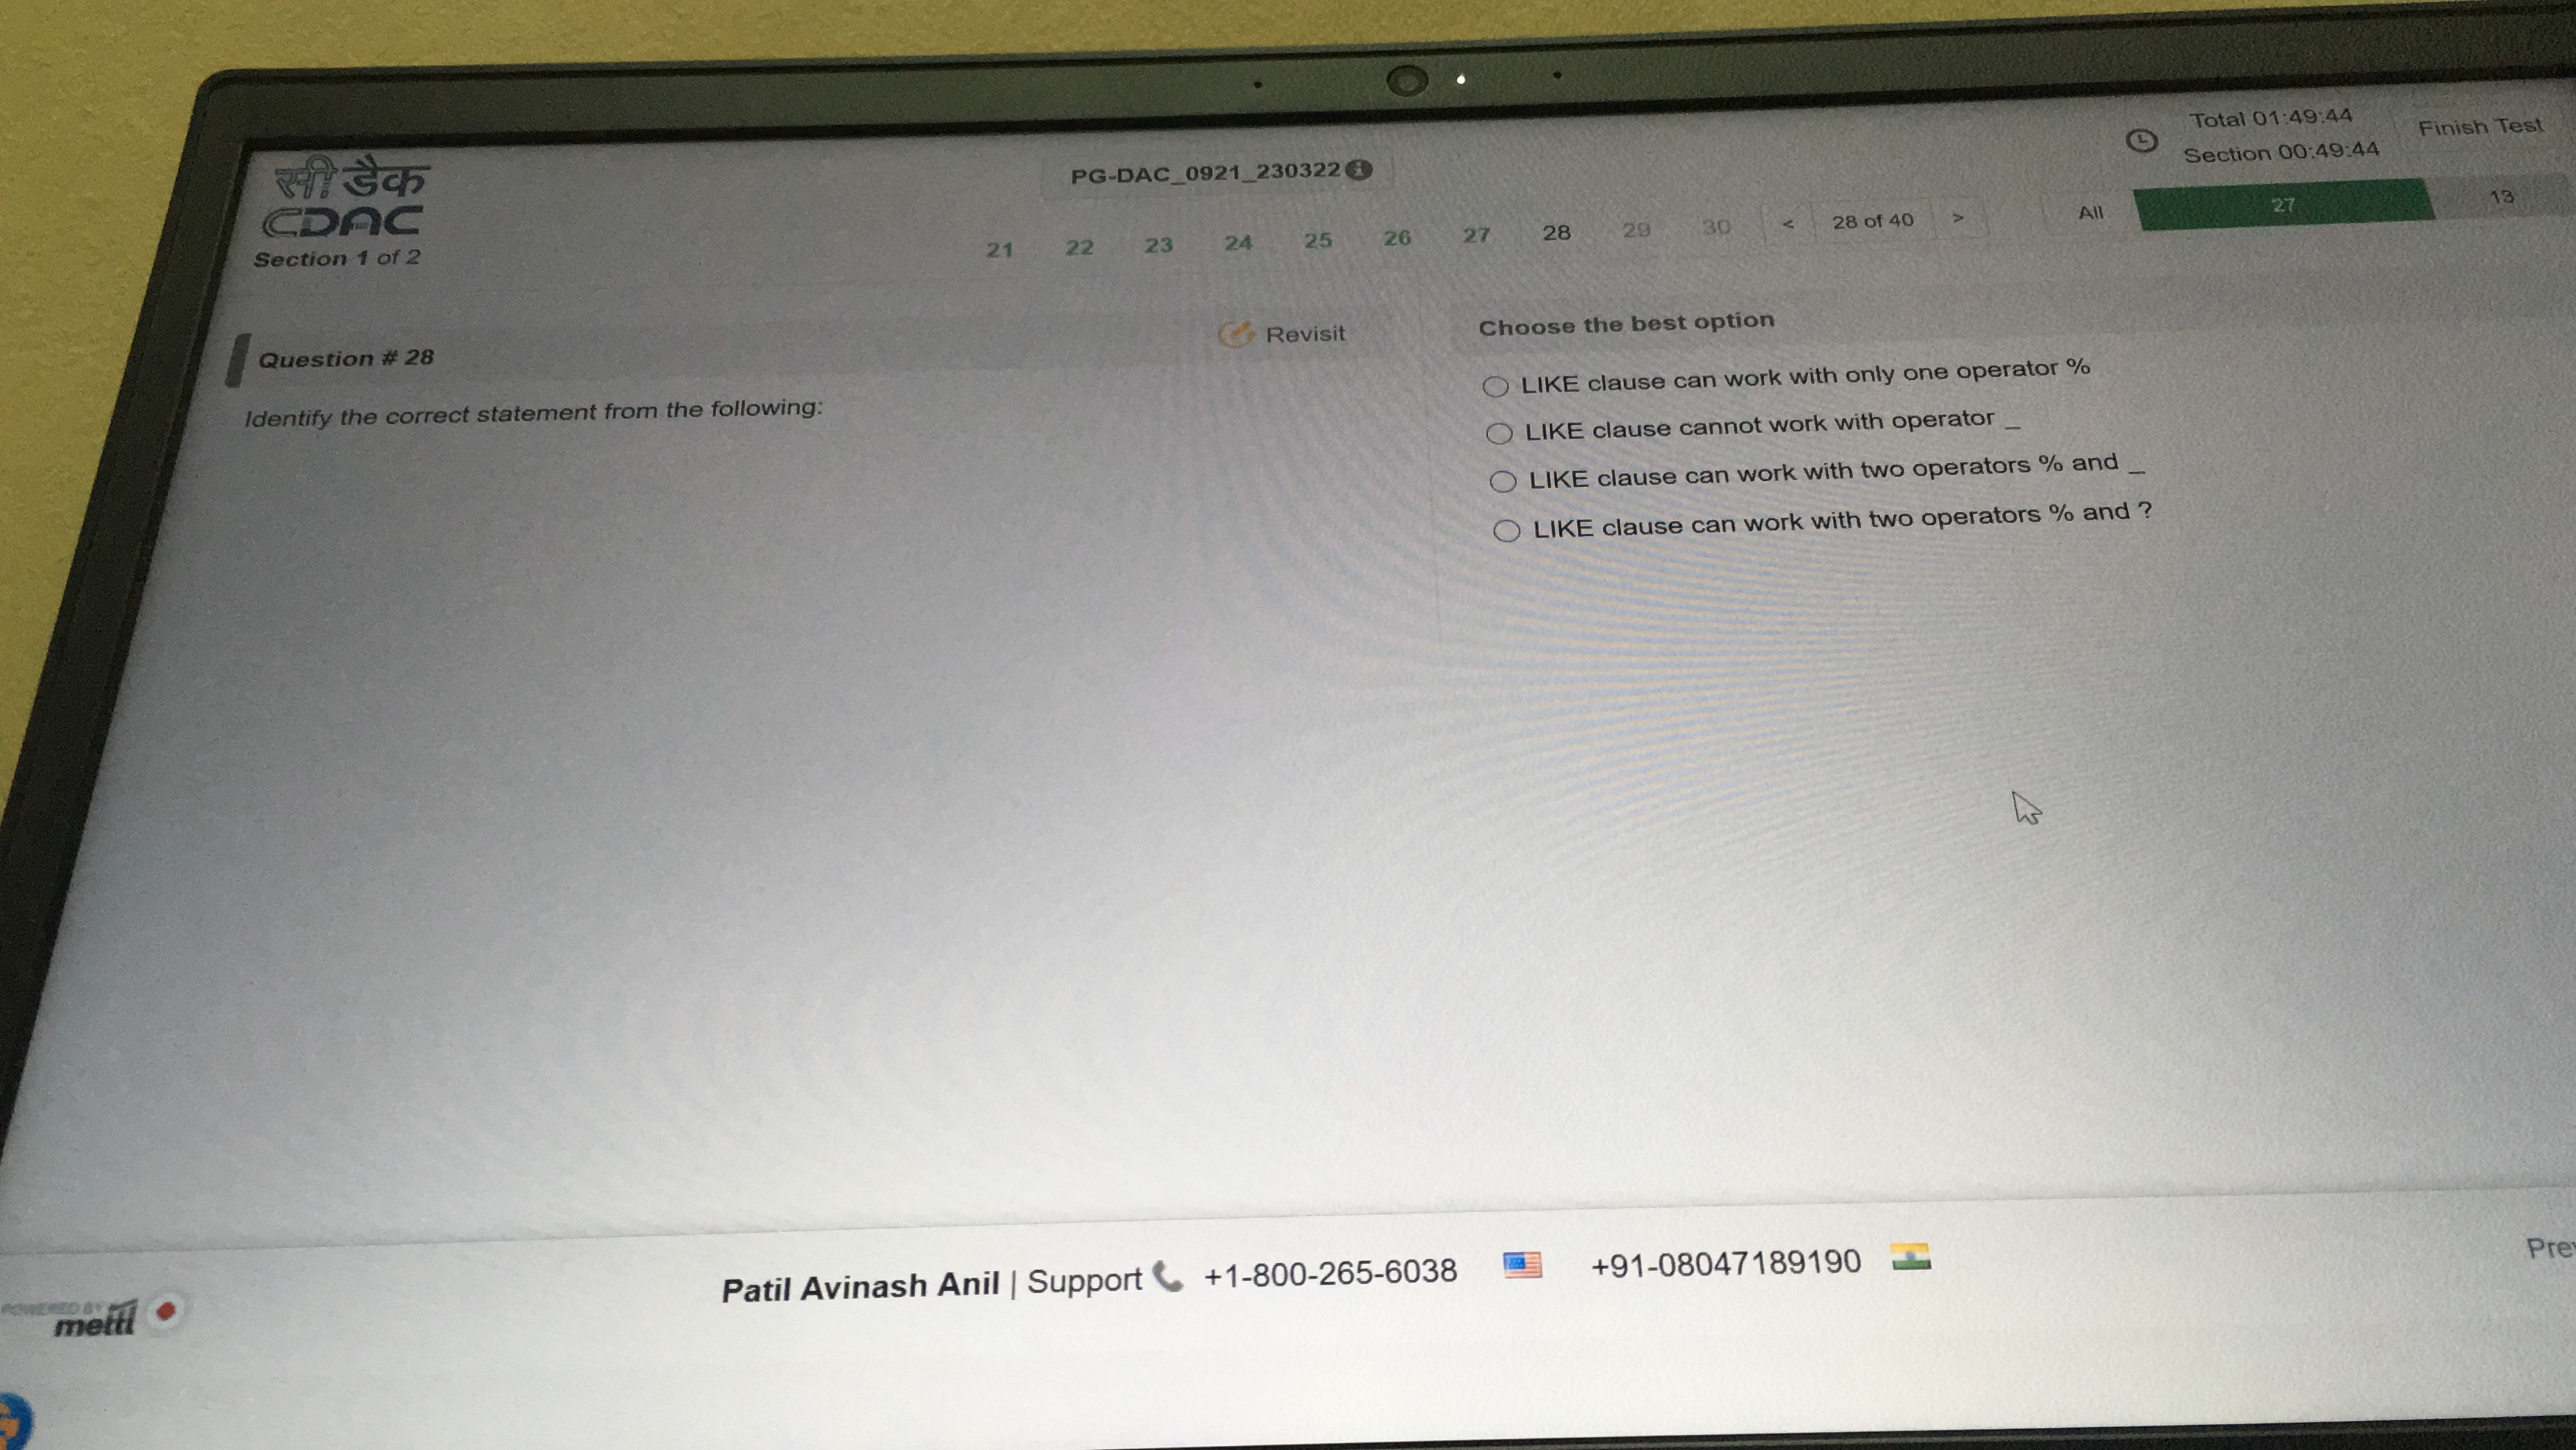 सी डैक
CDAC
Section 1 of 2
PG-DAC_0921_230322
21 22 23 24 25 26 27 28 29 30 < 28 of 40 >
Total 01:49:44
Section 00:49:44
Finish Test
All 27 13
Question # 28
Revisit
Identify the correct statement from the following:
Choose the best option
LIKE clause can work with only one operator %
LIKE clause cannot work with operator _
LIKE clause can work with two operators % and _
LIKE clause can work with two operators % and ?
POWERED BY
mettl
Patil Avinash Anil | Support +1-800-265-6038 +91-08047189190